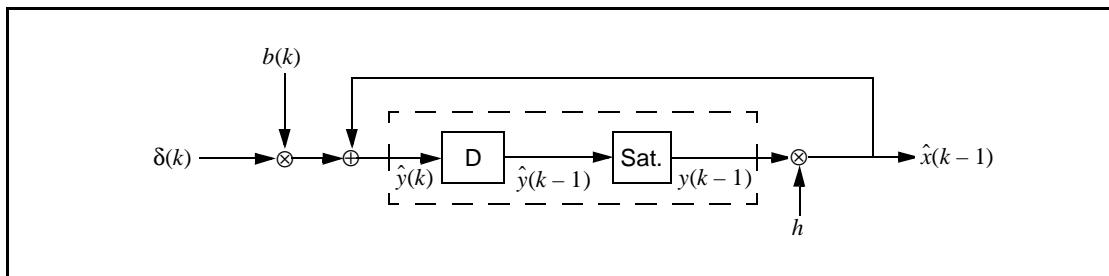 b(k)
δ(k)
⊗
⊕
ŷ(k)
D
ŷ(k – 1)
Sat.
y(k – 1)
⊗
x̂(k – 1)
h